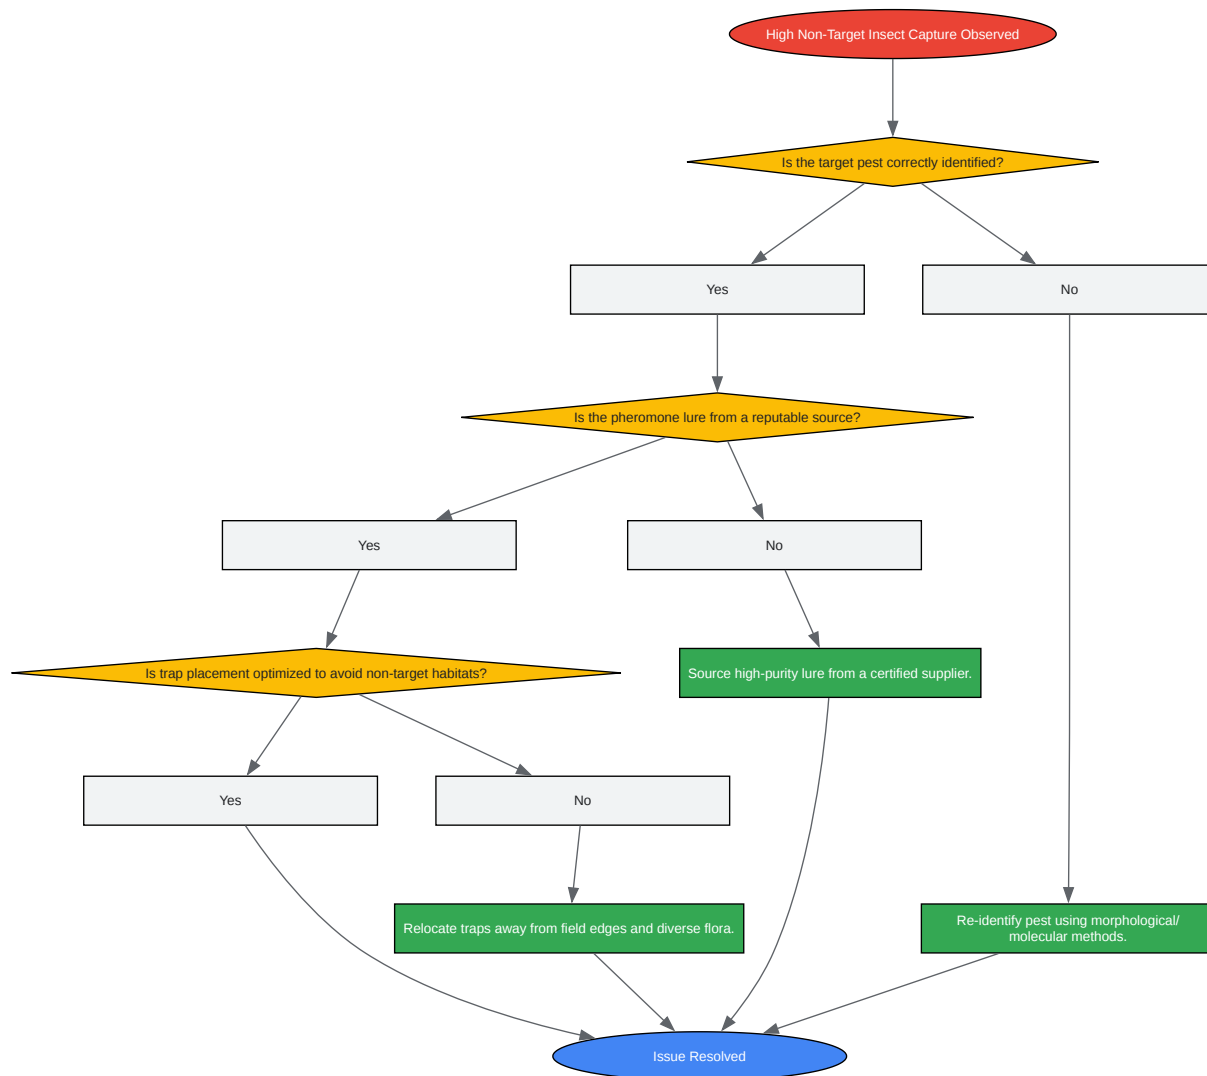 High Non-Target Insect Capture Observed
Is the target pest correctly identified?
Yes
No
Is the pheromone lure from a reputable source?
Yes
No
Is trap placement optimized to avoid non-target habitats?
Source high-purity lure from a certified supplier.
Yes
No
Relocate traps away from field edges and diverse flora.
Re-identify pest using morphological/
molecular methods.
Issue Resolved